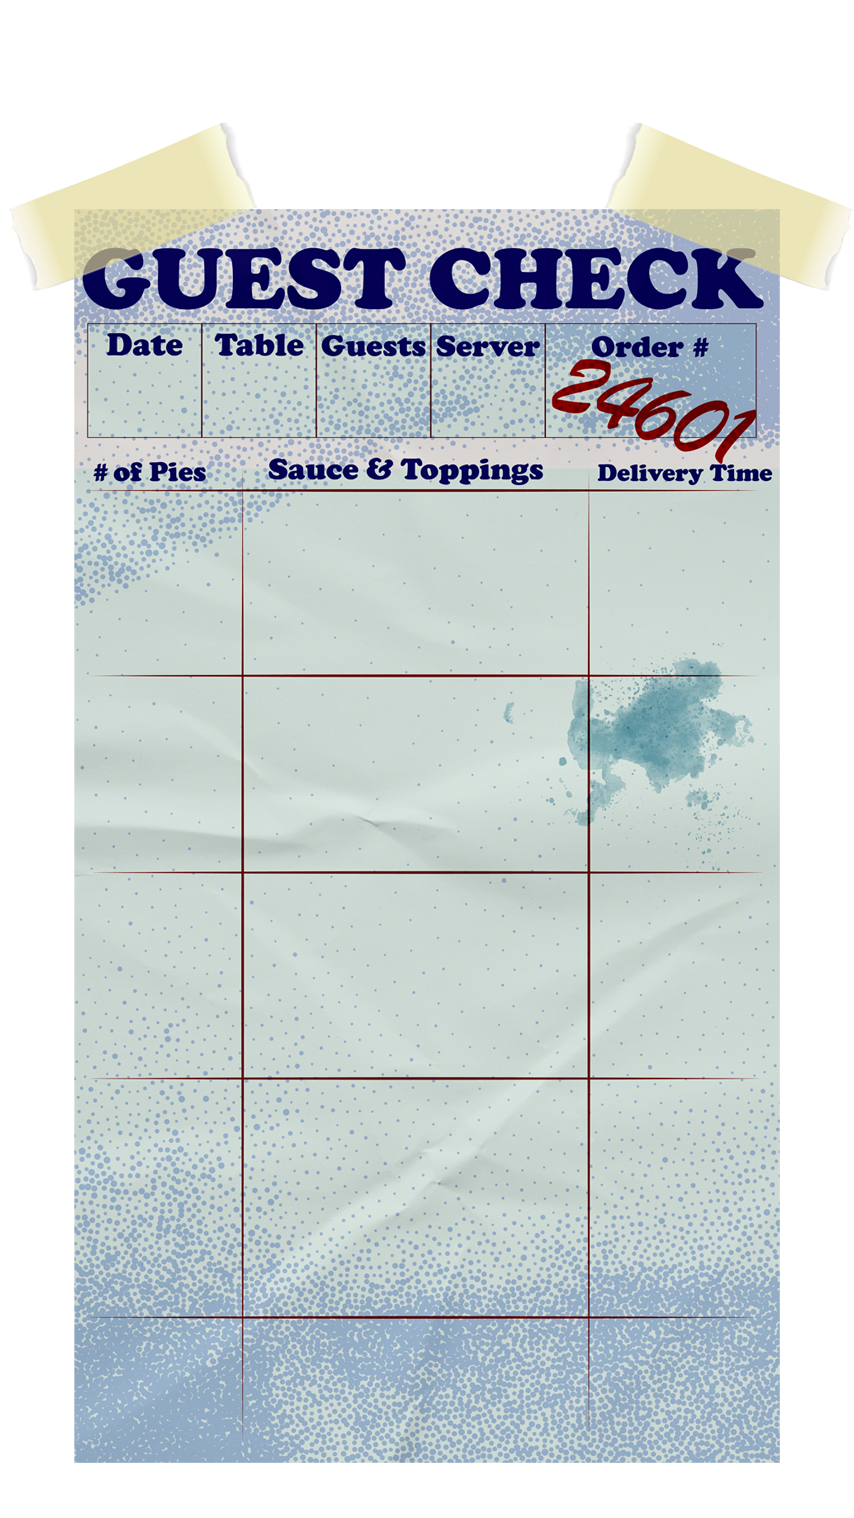 GUEST CHECK
Date Table Guests Server Order #
24601
# of Pies Sauce & Toppings Delivery Time